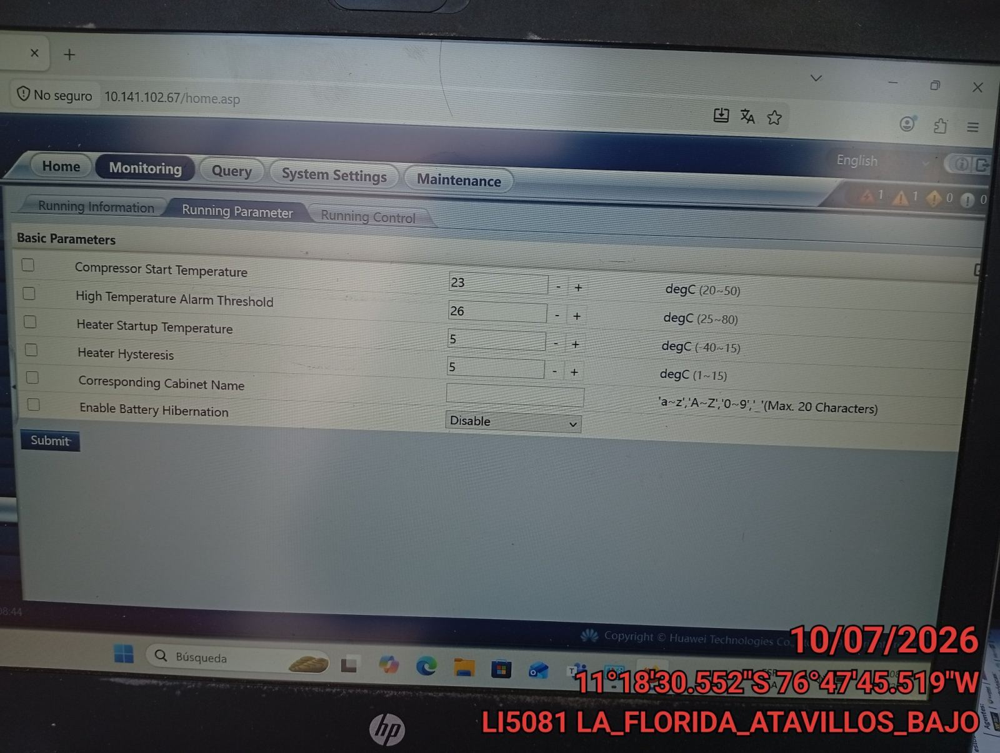 No seguro 10.141.102.67/home.asp
Home Monitoring Query System Settings Maintenance
English
1 1 0 0
Running Information Running Parameter Running Control
Basic Parameters
Compressor Start Temperature 23 - + degC (20~50)
High Temperature Alarm Threshold 26 - + degC (25~80)
Heater Startup Temperature 5 - + degC (-40~15)
Heater Hysteresis 5 - + degC (1~15)
Corresponding Cabinet Name 'a~z','A~Z','0~9','_'(Max. 20 Characters)
Enable Battery Hibernation Disable
Submit
08:44
Copyright © Huawei Technologies Co.
Búsqueda
10/07/2026
11°18'30.552"S 76°47'45.519"W
LI5081 LA_FLORIDA_ATAVILLOS_BAJO
hp
Agentes: